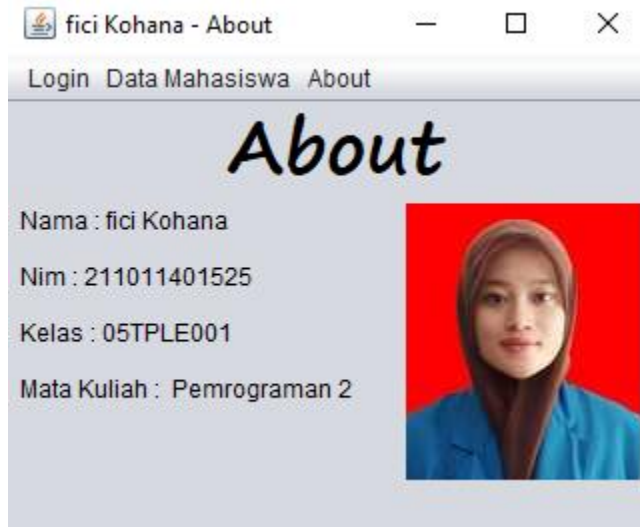 fici Kohana - About
Login Data Mahasiswa About
About
Nama : fici Kohana
Nim : 211011401525
Kelas : 05TPLE001
Mata Kuliah : Pemrograman 2